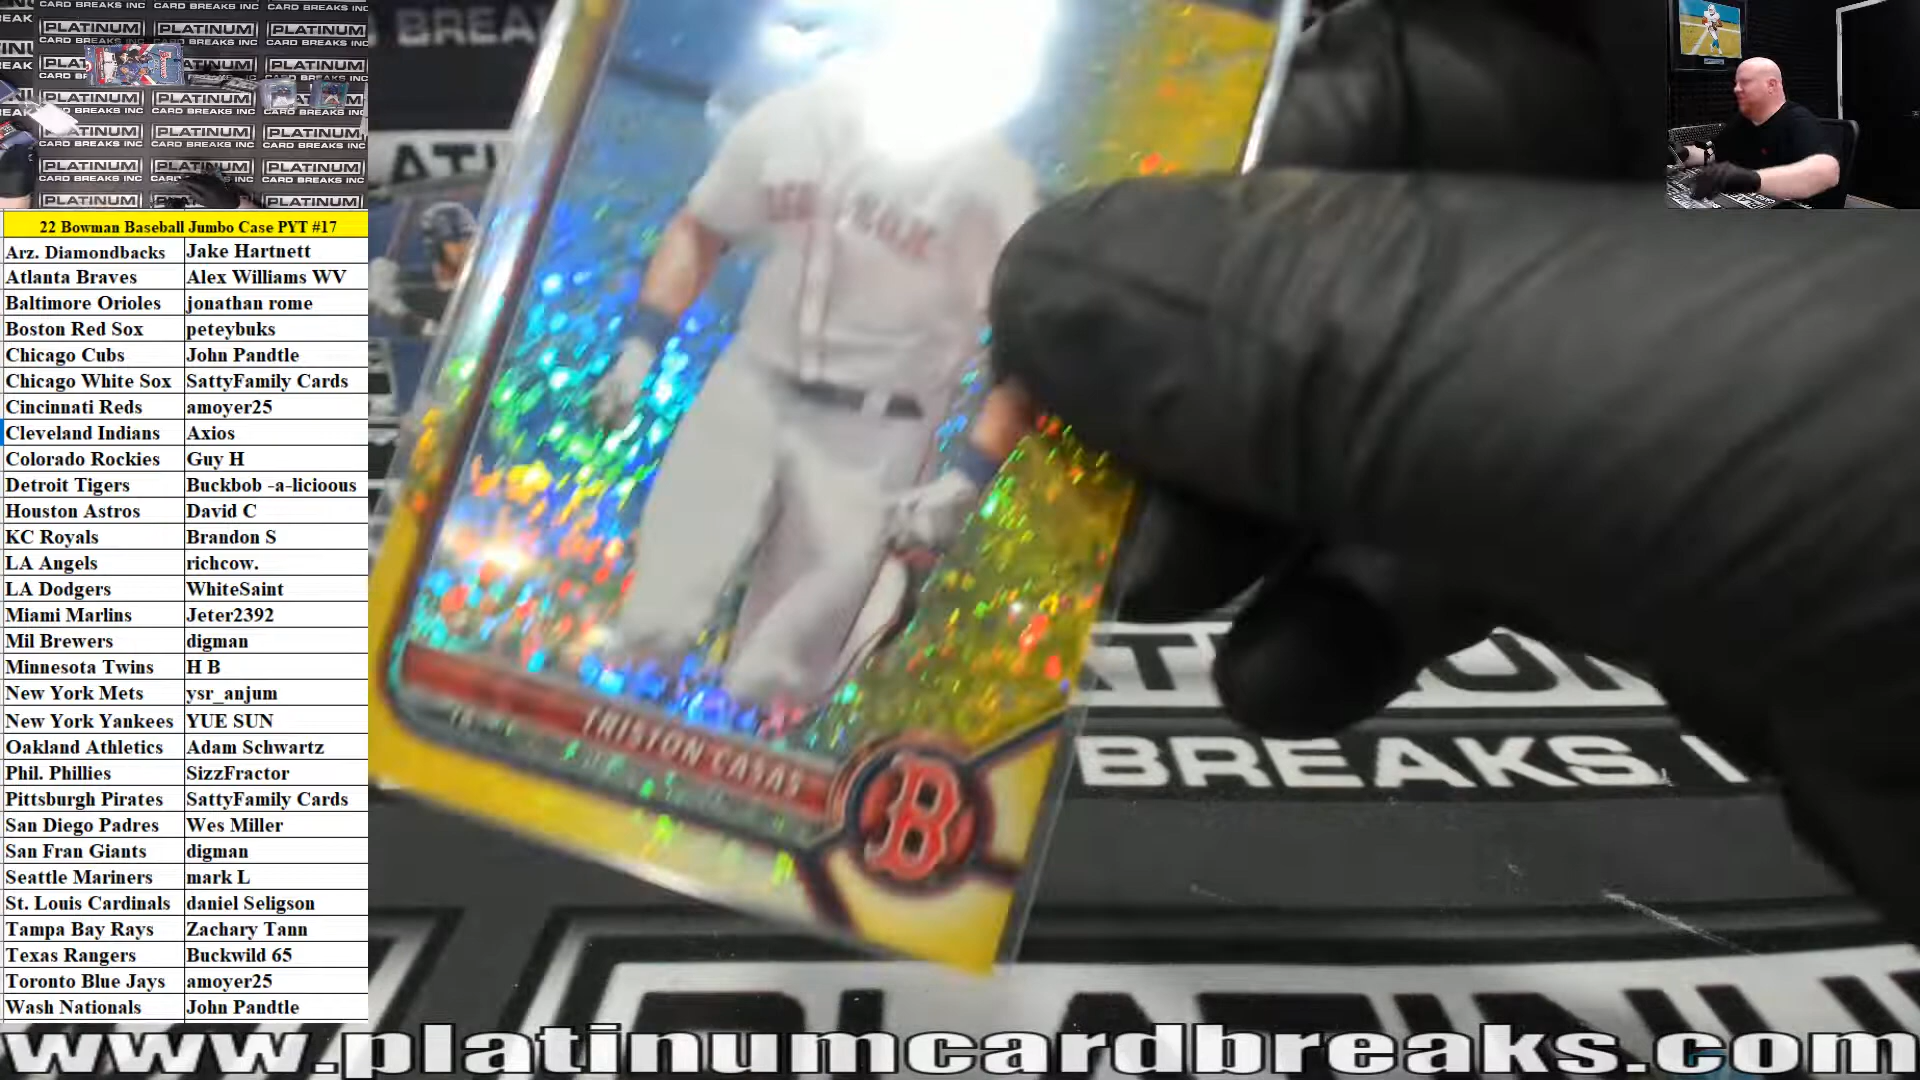 22 Bowman Baseball Jumbo Case PYT #17
Arz. Diamondbacks Jake Hartnett
Atlanta Braves Alex Williams WV
Baltimore Orioles jonathan rome
Boston Red Sox peteybuks
Chicago Cubs John Pandtle
Chicago White Sox SattyFamily Cards
Cincinnati Reds amoyer25
Cleveland Indians Axios
Colorado Rockies Guy H
Detroit Tigers Buckbob -a-licioous
Houston Astros David C
KC Royals Brandon S
LA Angels richcow.
LA Dodgers WhiteSaint
Miami Marlins Jeter2392
Mil Brewers digman
Minnesota Twins H B
New York Mets ysr_anjum
New York Yankees YUE SUN
Oakland Athletics Adam Schwartz
Phil. Phillies SizzFractor
Pittsburgh Pirates SattyFamily Cards
San Diego Padres Wes Miller
San Fran Giants digman
Seattle Mariners mark L
St. Louis Cardinals daniel Seligson
Tampa Bay Rays Zachary Tann
Texas Rangers Buckwild 65
Toronto Blue Jays amoyer25
Wash Nationals John Pandtle
TRISTON CASAS
B
BREAKS
PLATINUM
CARD BREAKS INC
www.platinumcardbreaks.com